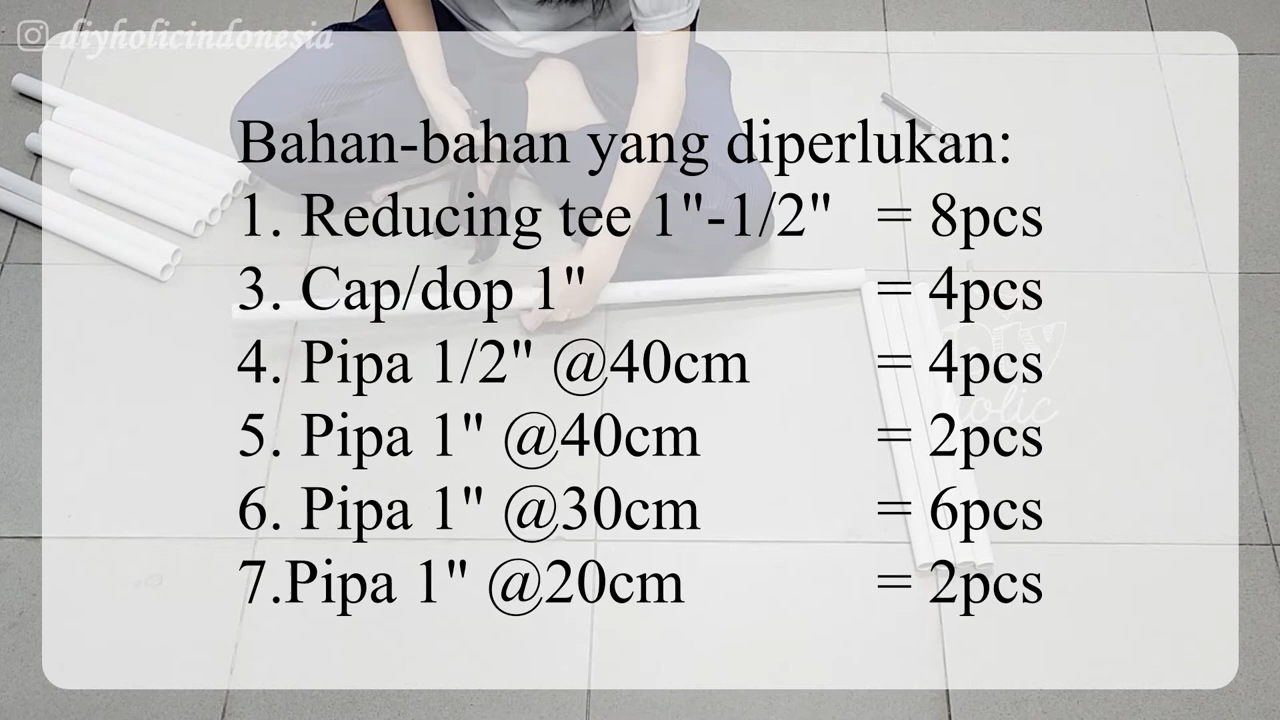 diyholicindonesia
Bahan-bahan yang diperlukan:
1. Reducing tee 1"-1/2" = 8pcs
3. Cap/dop 1" = 4pcs
4. Pipa 1/2" @40cm = 4pcs
5. Pipa 1" @40cm = 2pcs
6. Pipa 1" @30cm = 6pcs
7.Pipa 1" @20cm = 2pcs
DIY
holic